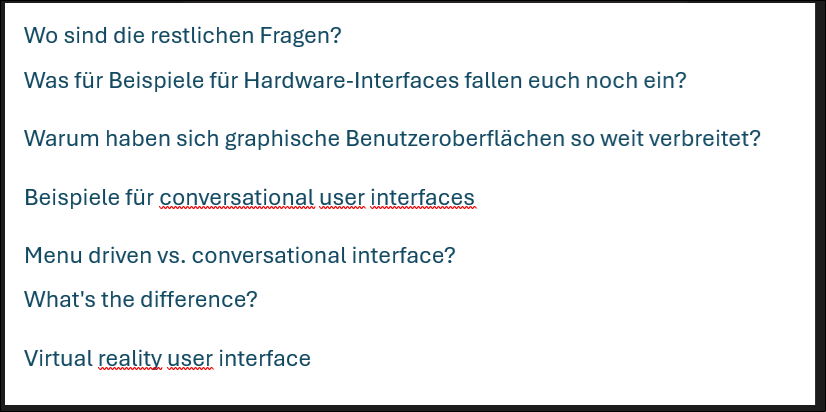 Wo sind die restlichen Fragen?
Was für Beispiele für Hardware-Interfaces fallen euch noch ein?
Warum haben sich graphische Benutzeroberflächen so weit verbreitet?
Beispiele für conversational user interfaces
Menu driven vs. conversational interface?
What's the difference?
Virtual reality user interface